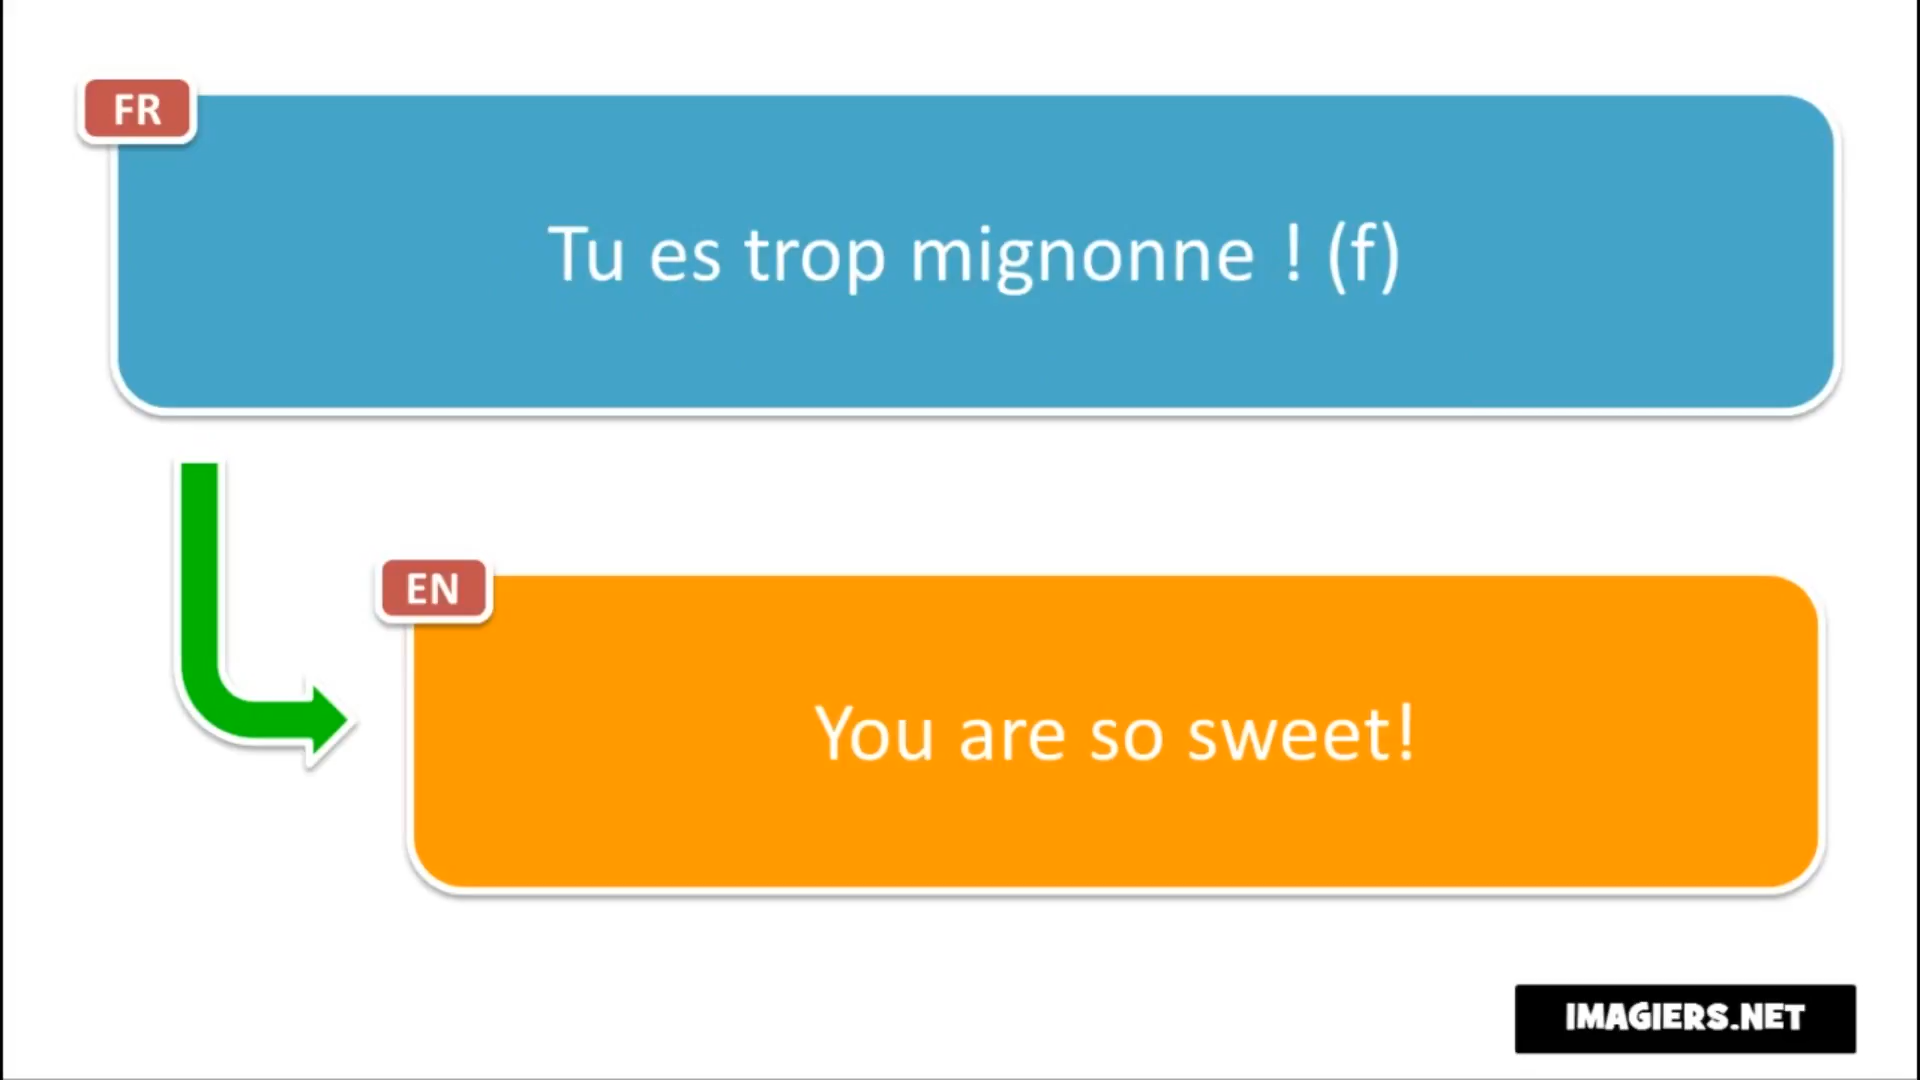 FR
Tu es trop mignonne ! (f)
EN
You are so sweet!
IMAGIERS.NET